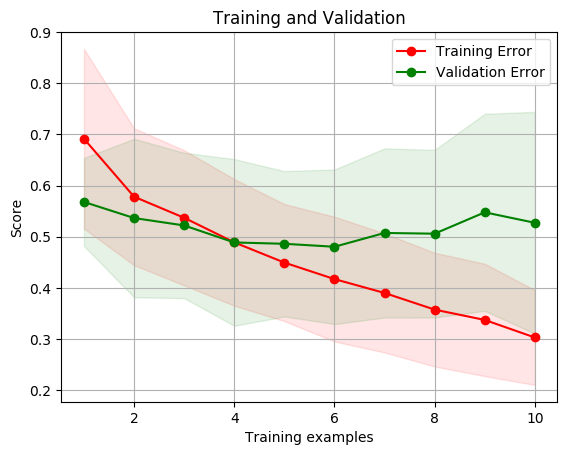 Training and Validation
Training Error
Validation Error
0.9
0.8
0.7
0.6
0.5
0.4
0.3
0.2
Score
2
4
6
8
10
Training examples